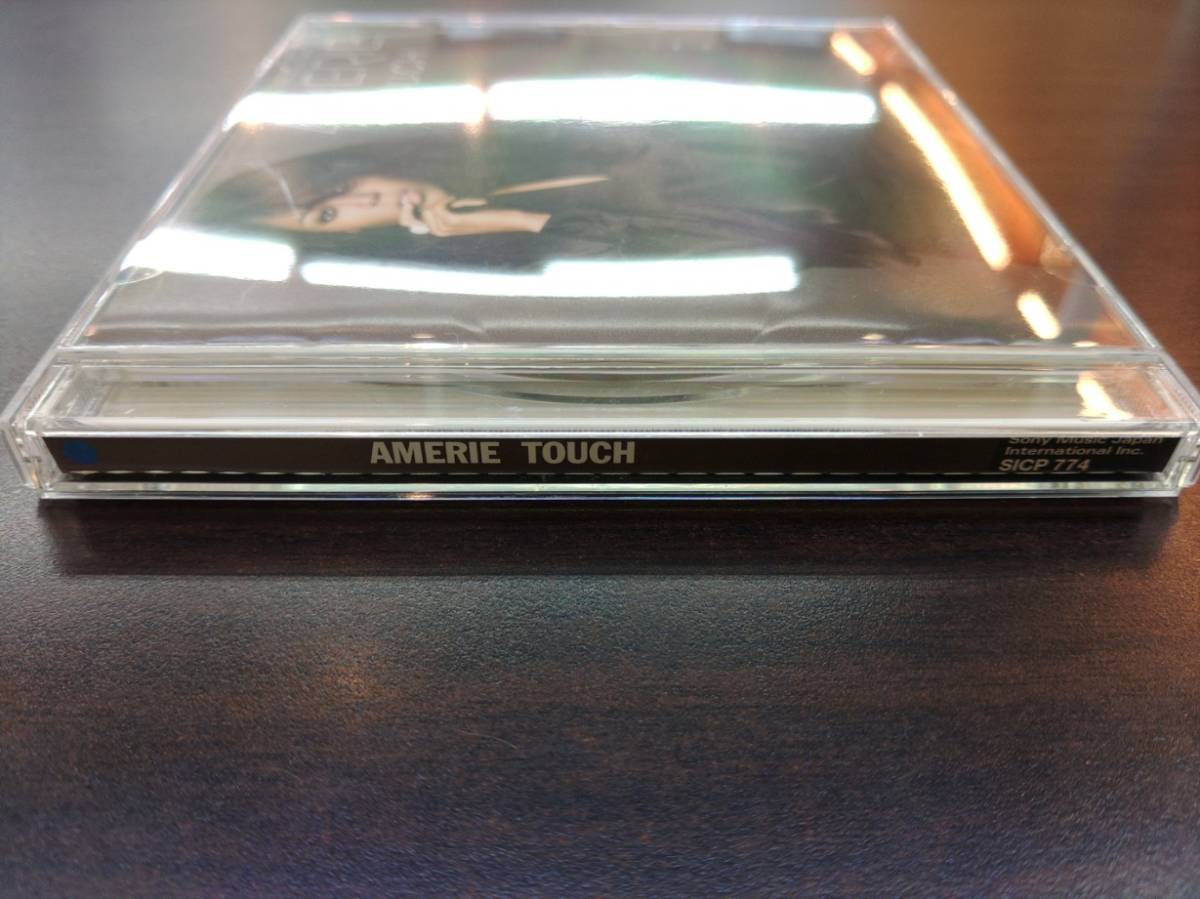 AMERIE TOUCH
Sony Music Japan
International Inc.
SICP 774